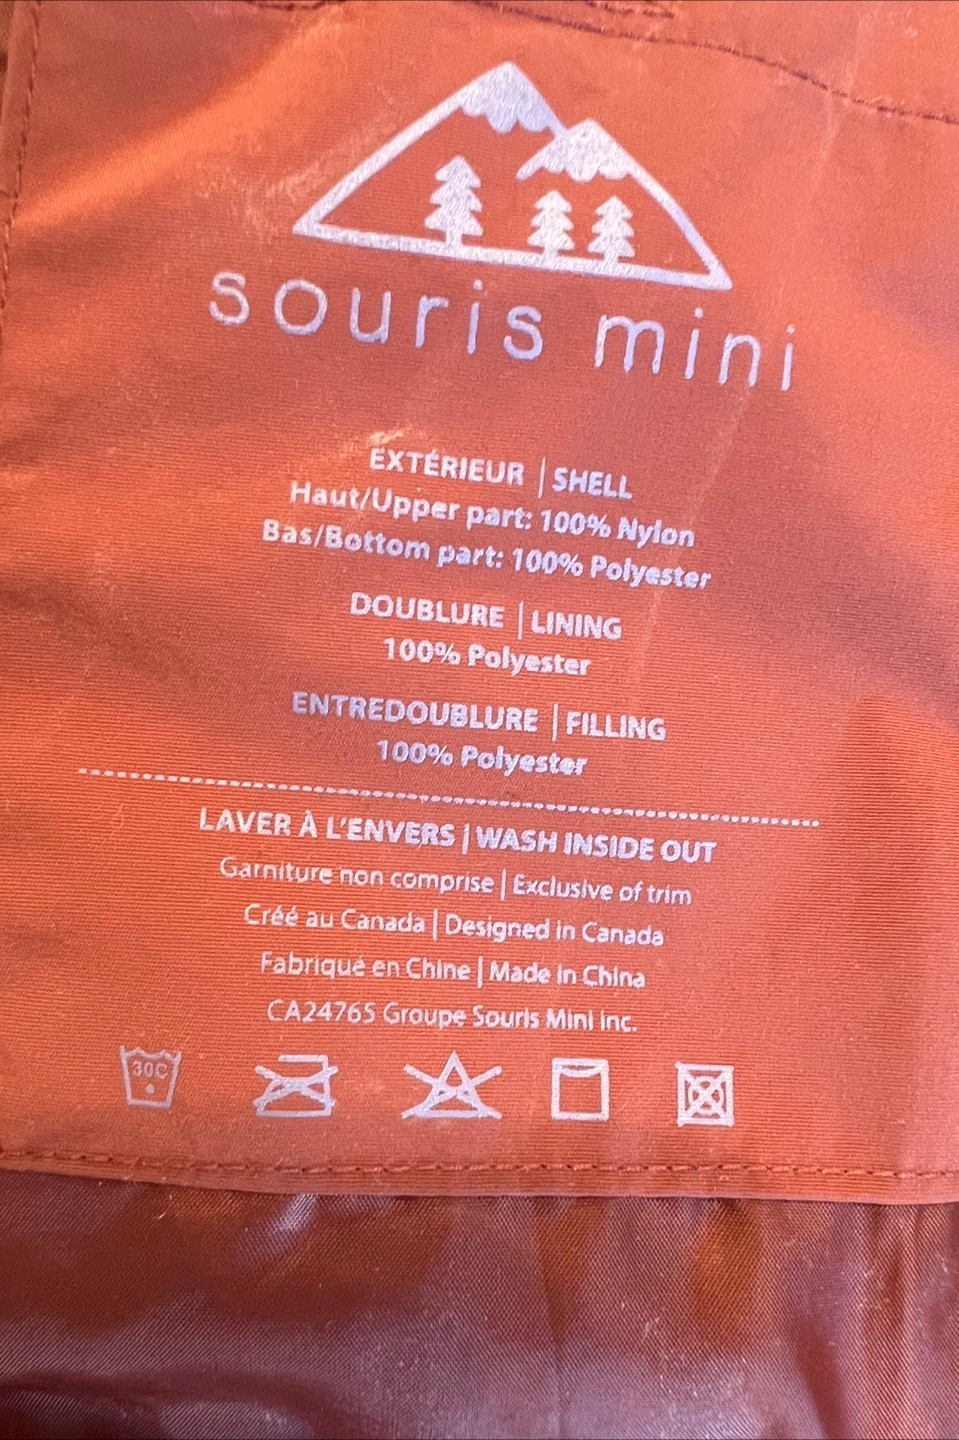 souris mini
EXTÉRIEUR | SHELL
Haut/Upper part: 100% Nylon
Bas/Bottom part: 100% Polyester
DOUBLURE | LINING
100% Polyester
ENTREDOUBLURE | FILLING
100% Polyester
LAVER À L'ENVERS | WASH INSIDE OUT
Garniture non comprise | Exclusive of trim
Créé au Canada | Designed in Canada
Fabriqué en Chine | Made in China
CA24765 Groupe Souris Mini inc.
30C